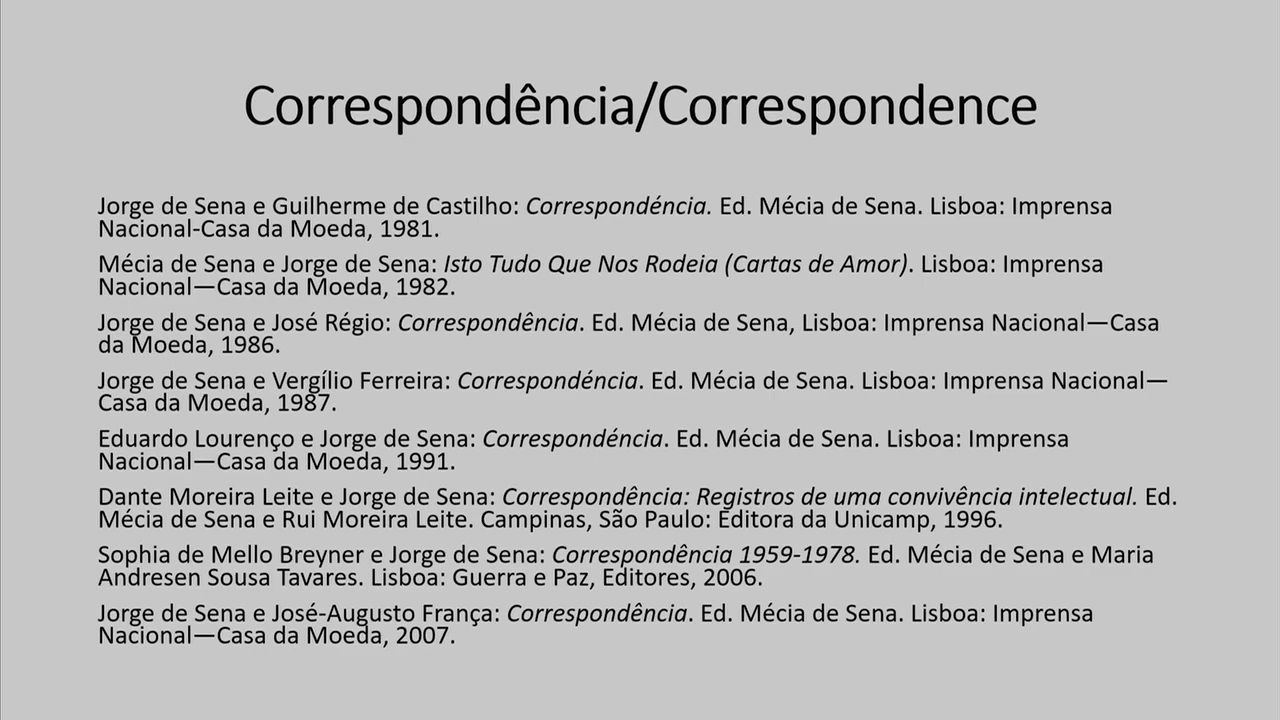 Correspondência/Correspondence
Jorge de Sena e Guilherme de Castilho: Correspondéncia. Ed. Mécia de Sena. Lisboa: Imprensa
Nacional-Casa da Moeda, 1981.
Mécia de Sena e Jorge de Sena: Isto Tudo Que Nos Rodeia (Cartas de Amor). Lisboa: Imprensa
Nacional—Casa da Moeda, 1982.
Jorge de Sena e José Régio: Correspondência. Ed. Mécia de Sena, Lisboa: Imprensa Nacional—Casa
da Moeda, 1986.
Jorge de Sena e Vergílio Ferreira: Correspondéncia. Ed. Mécia de Sena. Lisboa: Imprensa Nacional—
Casa da Moeda, 1987.
Eduardo Lourenço e Jorge de Sena: Correspondéncia. Ed. Mécia de Sena. Lisboa: Imprensa
Nacional—Casa da Moeda, 1991.
Dante Moreira Leite e Jorge de Sena: Correspondência: Registros de uma convivência intelectual. Ed.
Mécia de Sena e Rui Moreira Leite. Campinas, São Paulo: Editora da Unicamp, 1996.
Sophia de Mello Breyner e Jorge de Sena: Correspondência 1959-1978. Ed. Mécia de Sena e Maria
Andresen Sousa Tavares. Lisboa: Guerra e Paz, Editores, 2006.
Jorge de Sena e José-Augusto França: Correspondência. Ed. Mécia de Sena. Lisboa: Imprensa
Nacional—Casa da Moeda, 2007.